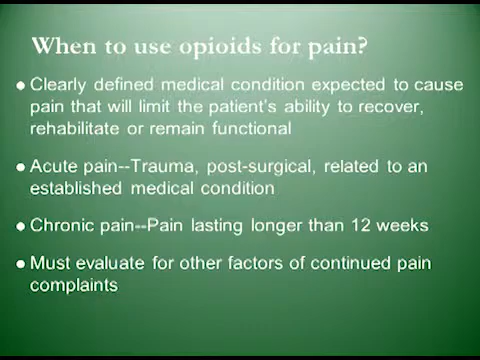 When to use opioids for pain?
● Clearly defined medical condition expected to cause
pain that will limit the patient's ability to recover,
rehabilitate or remain functional
● Acute pain--Trauma, post-surgical, related to an
established medical condition
● Chronic pain--Pain lasting longer than 12 weeks
● Must evaluate for other factors of continued pain
complaints